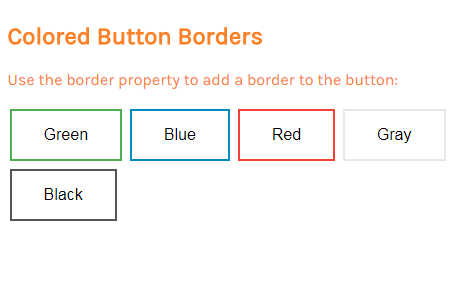 Colored Button Borders
Use the border property to add a border to the button:
Green Blue Red Gray
Black